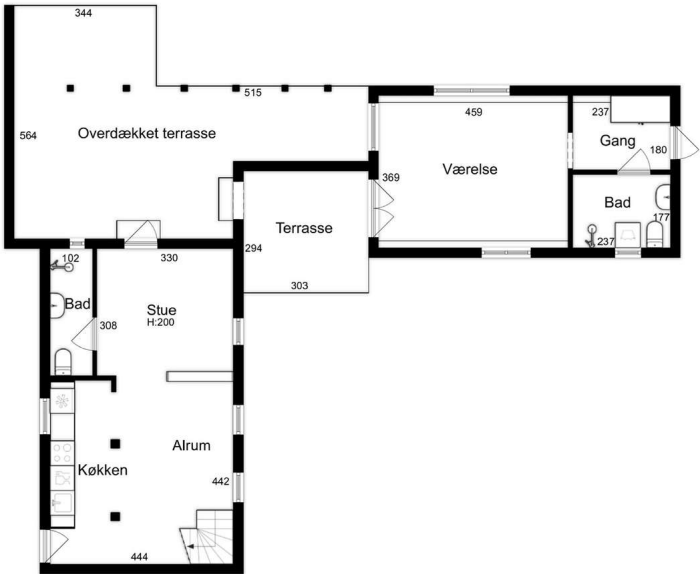 344
515
459
237
564
Overdækket terrasse
Gang
180
Værelse
369
Bad
177
Terrasse
237
294
102
330
303
Bad
Stue
H:200
308
Alrum
Køkken
442
444